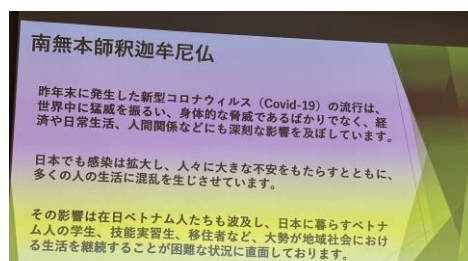 南無本師釈迦牟尼仏
昨年末に発生した新型コロナウィルス（Covid-19）の流行は、
世界中に猛威を振るい、身体的な脅威であるばかりでなく、経
済や日常生活、人間関係などにも深刻な影響を及ぼしています。
日本でも感染は拡大し、人々に大きな不安をもたらすとともに、
多くの人の生活に混乱を生じさせています。
その影響は在日ベトナム人たちも波及し、日本に暮らすベトナ
ム人の学生、技能実習生、移住者など、大勢が地域社会におけ
る生活を継続することが困難な状況に直面しております。